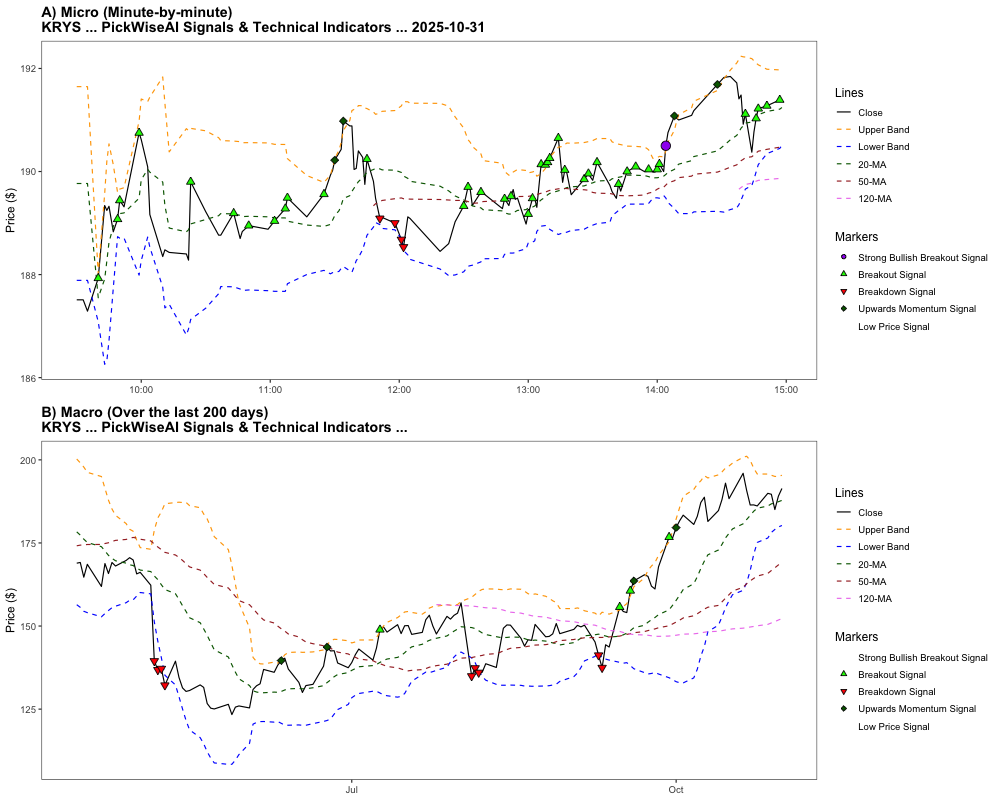 A) Micro (Minute-by-minute)
KRYS ... PickWiseAI Signals & Technical Indicators ... 2025-10-31
192
190
188
186
Price ($)
10:00
11:00
12:00
13:00
14:00
15:00
Lines
Close
Upper Band
Lower Band
20-MA
50-MA
120-MA
Markers
Strong Bullish Breakout Signal
Breakout Signal
Breakdown Signal
Upwards Momentum Signal
Low Price Signal
B) Macro (Over the last 200 days)
KRYS ... PickWiseAI Signals & Technical Indicators ...
200
175
150
125
Price ($)
Jul
Oct
Lines
Close
Upper Band
Lower Band
20-MA
50-MA
120-MA
Markers
Strong Bullish Breakout Signal
Breakout Signal
Breakdown Signal
Upwards Momentum Signal
Low Price Signal